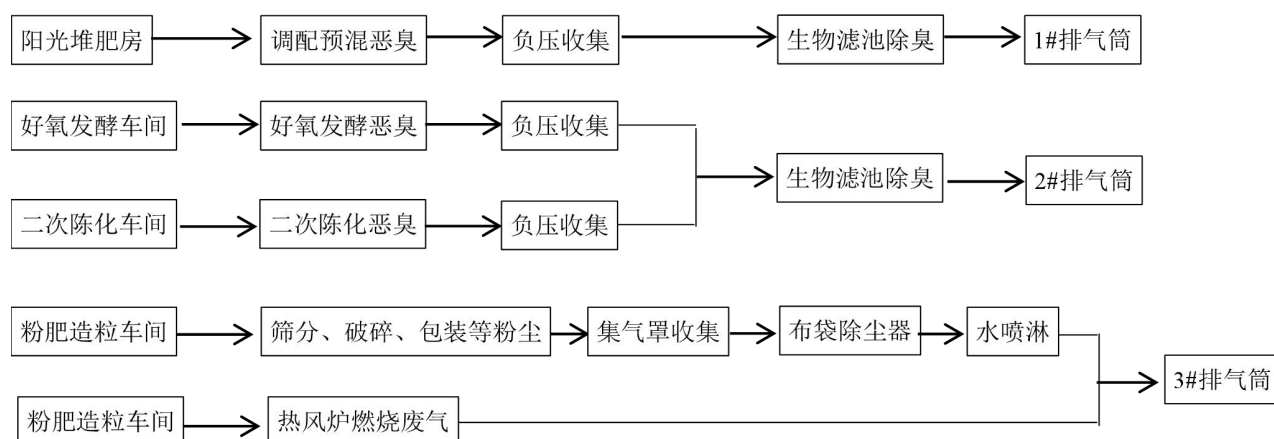 阳光堆肥房 调配预混恶臭 负压收集 生物滤池除臭 1#排气筒
好氧发酵车间 好氧发酵恶臭 负压收集
生物滤池除臭 2#排气筒
二次陈化车间 二次陈化恶臭 负压收集
粉肥造粒车间 筛分、破碎、包装等粉尘 集气罩收集 布袋除尘器 水喷淋
3#排气筒
粉肥造粒车间 热风炉燃烧废气